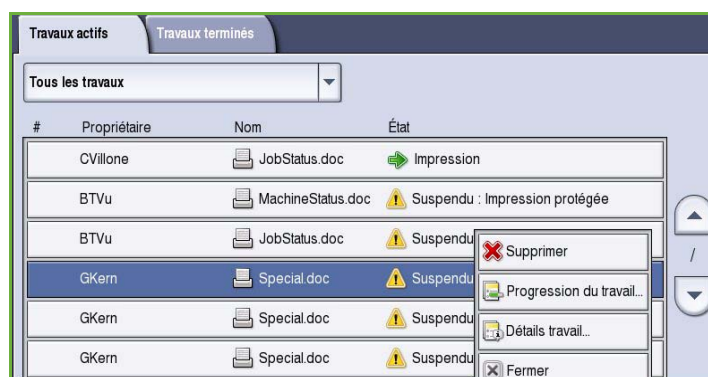 Travaux actifs Travaux terminés
Tous les travaux
# Propriétaire Nom État
CVillone JobStatus.doc Impression
BTVu MachineStatus.doc Suspendu : Impression protégée
BTVu JobStatus.doc Suspendu
Supprimer
/
GKern Special.doc Suspendu
Progression du travail...
GKern Special.doc Suspendu
Détails travail...
GKern Special.doc Suspendu
Fermer